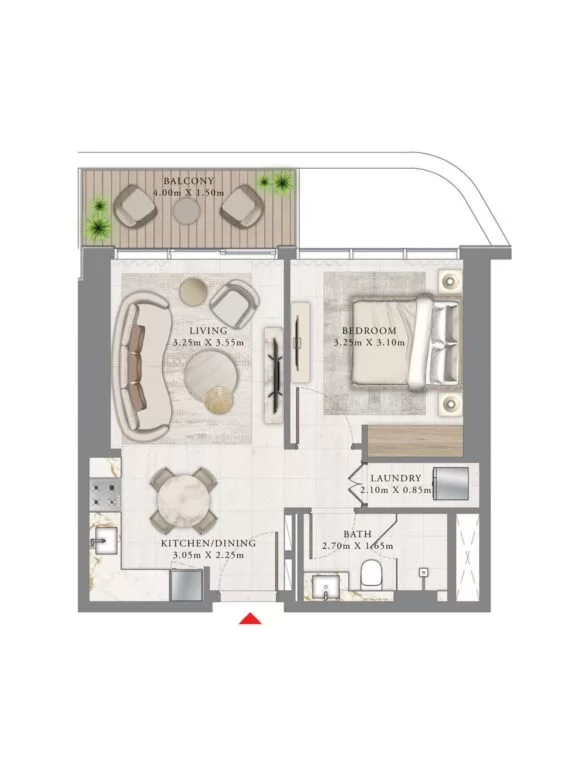 BALCONY
4.00m X 1.50m
LIVING
3.25m X 3.55m
BEDROOM
3.25m X 3.10m
LAUNDRY
2.10m X 0.85m
KITCHEN/DINING
3.05m X 2.25m
BATH
2.70m X 1.65m